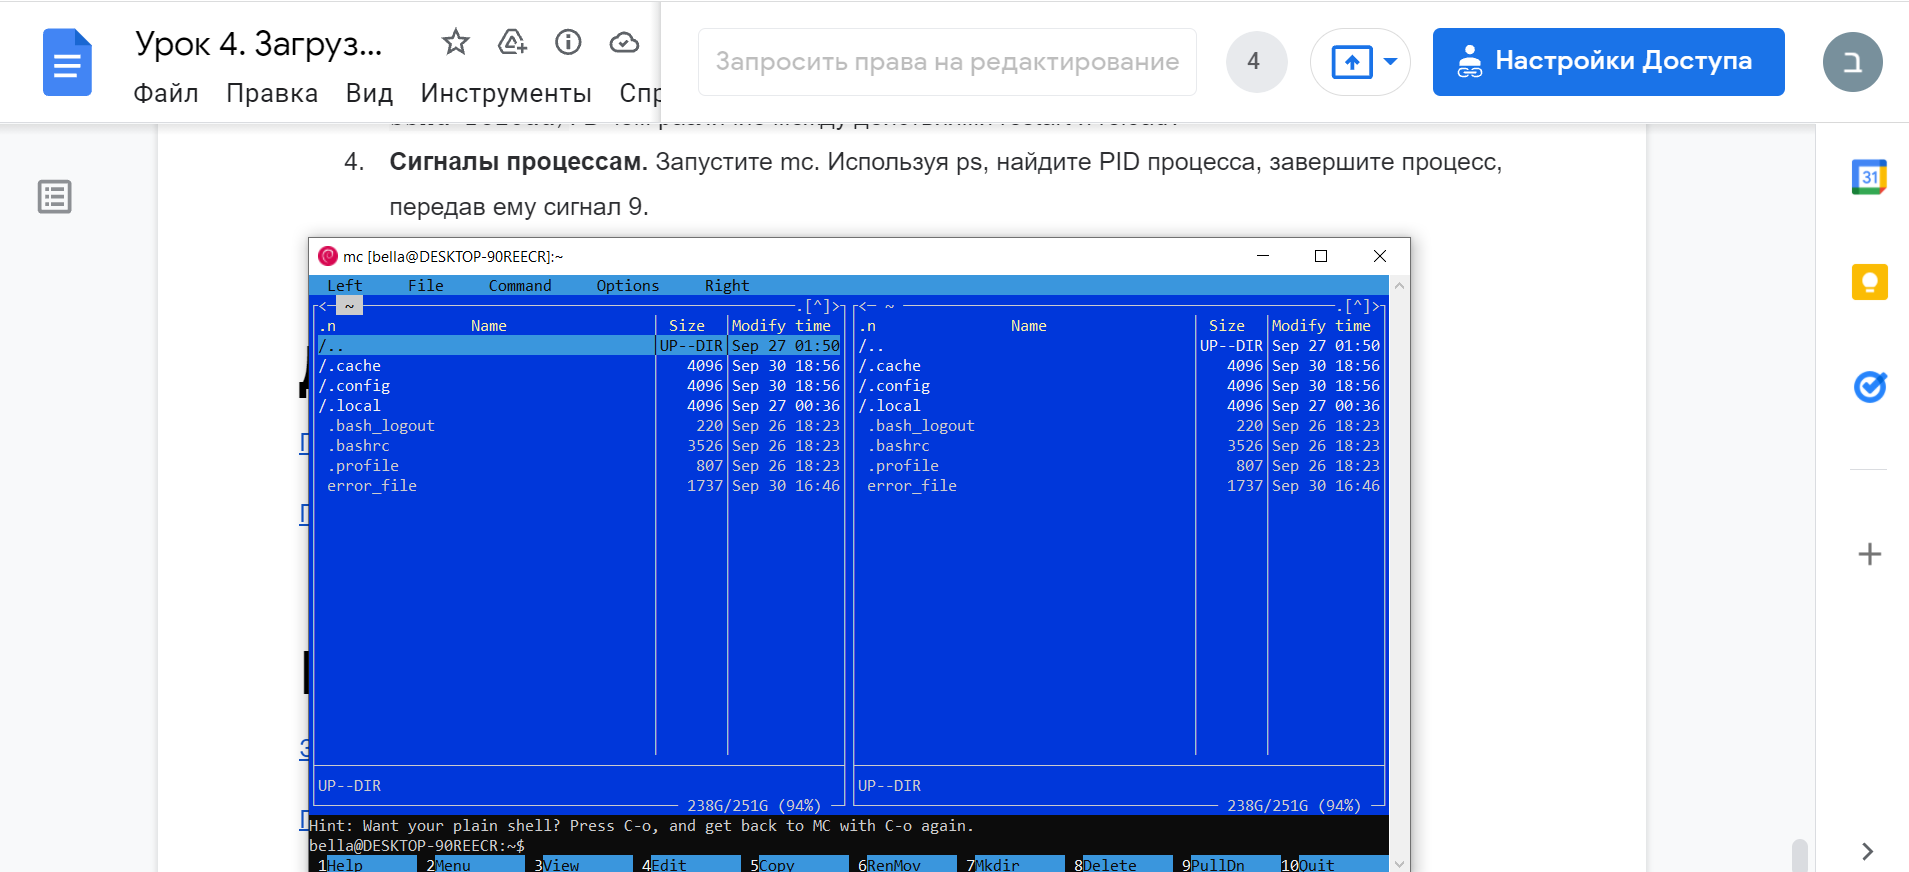 Урок 4. Загруз...
Запросить права на редактирование
4
Настройки Доступа
ב
Файл Правка Вид Инструменты Спр
4. Сигналы процессам. Запустите mc. Используя ps, найдите PID процесса, завершите процесс,
передав ему сигнал 9.
31
mc [bella@DESKTOP-90REECR]:~
Left File Command Options Right
<─ ~ .[^]> <─ ~ .[^]>
.n Name Size Modify time .n Name Size Modify time
/.. UP--DIR Sep 27 01:50 /.. UP--DIR Sep 27 01:50
/.cache 4096 Sep 30 18:56 /.cache 4096 Sep 30 18:56
/.config 4096 Sep 30 18:56 /.config 4096 Sep 30 18:56
/.local 4096 Sep 27 00:36 /.local 4096 Sep 27 00:36
.bash_logout 220 Sep 26 18:23 .bash_logout 220 Sep 26 18:23
.bashrc 3526 Sep 26 18:23 .bashrc 3526 Sep 26 18:23
.profile 807 Sep 26 18:23 .profile 807 Sep 26 18:23
error_file 1737 Sep 30 16:46 error_file 1737 Sep 30 16:46
UP--DIR UP--DIR
238G/251G (94%) 238G/251G (94%)
Hint: Want your plain shell? Press C-o, and get back to MC with C-o again.
bella@DESKTOP-90REECR:~$
1Help 2Menu 3View 4Edit 5Copy 6RenMov 7Mkdir 8Delete 9PullDn 10Quit